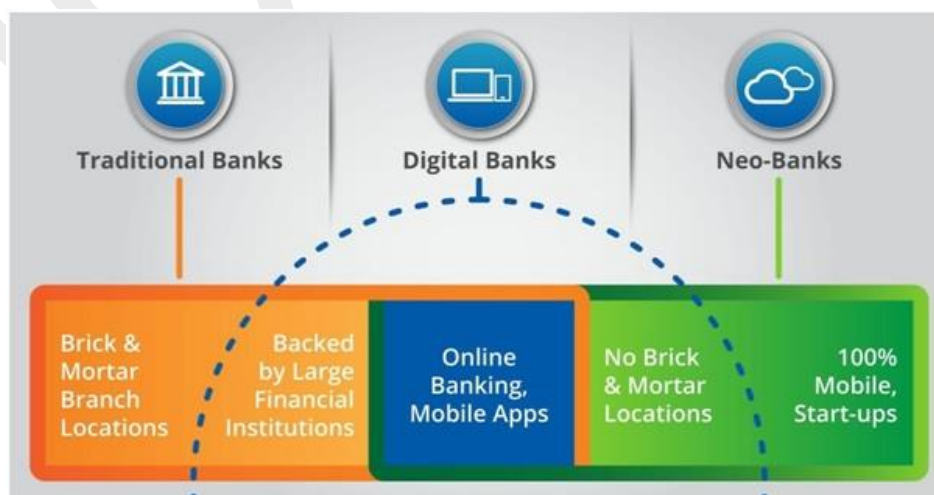 Traditional Banks
Digital Banks
Neo-Banks
Brick &
Mortar
Branch
Locations
Backed
by Large
Financial
Institutions
Online
Banking,
Mobile Apps
No Brick
& Mortar
Locations
100%
Mobile,
Start-ups